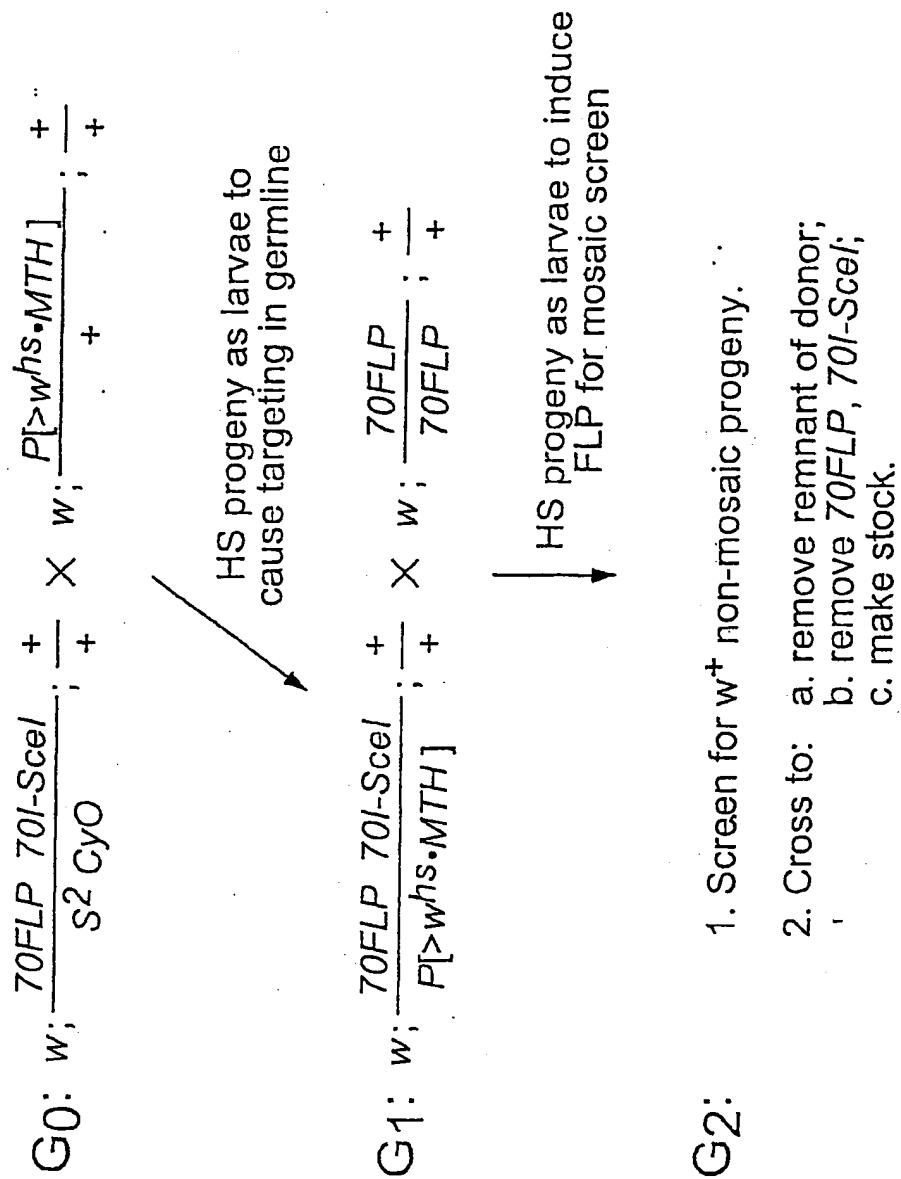 G0: w; 70FLP 70I-SceI / S2 CyO ; + / + X w; P[>whs•MTH] / + ; + / +
HS progeny as larvae to
cause targeting in germline
G1: w; 70FLP 70I-SceI / P[>whs•MTH] ; + / + X w; 70FLP / 70FLP ; + / +
HS progeny as larvae to induce
FLP for mosaic screen
G2:
1. Screen for w+ non-mosaic progeny.
2. Cross to: a. remove remnant of donor;
b. remove 70FLP, 70I-SceI;
c. make stock.